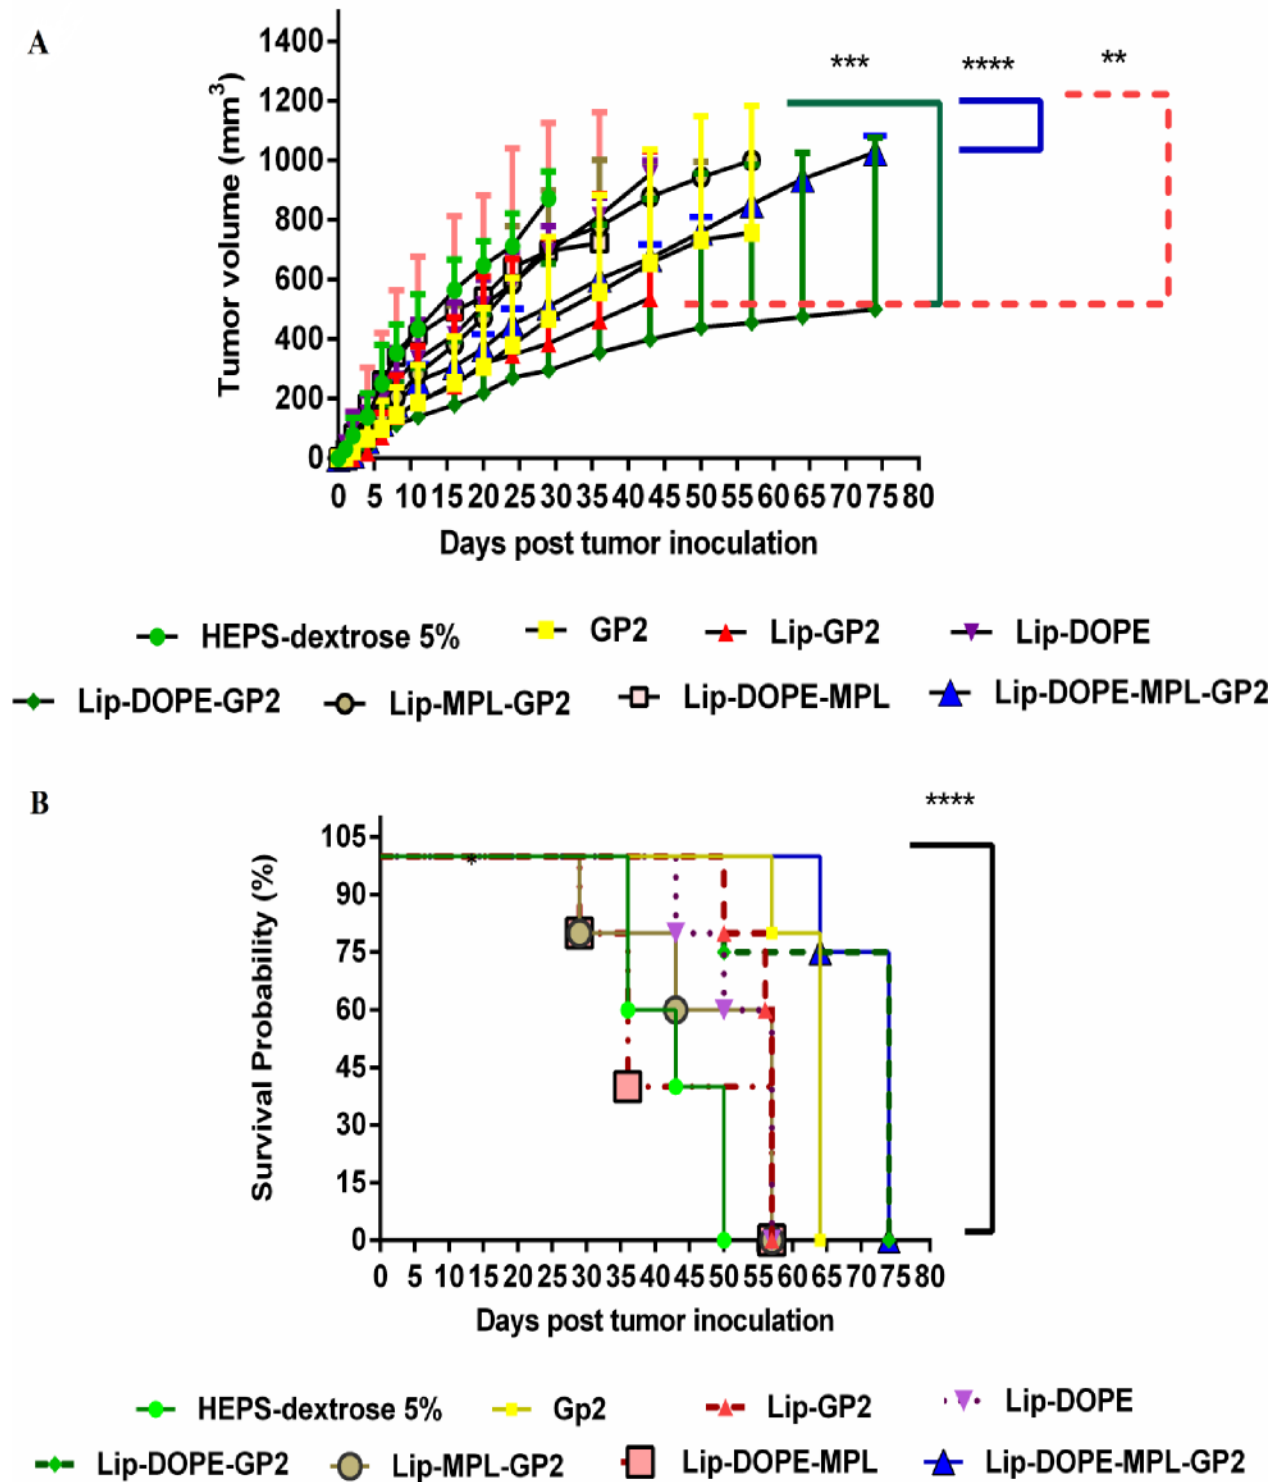 A
Tumor volume (mm3)
1400
1200
1000
800
600
400
200
0
*** **** **
0 5 10 15 20 25 30 35 40 45 50 55 60 65 70 75 80
Days post tumor inoculation
HEPS-dextrose 5% GP2 Lip-GP2 Lip-DOPE
Lip-DOPE-GP2 Lip-MPL-GP2 Lip-DOPE-MPL Lip-DOPE-MPL-GP2
B
****
Survival Probability (%)
105
90
75
60
45
30
15
0
*
0 5 10 15 20 25 30 35 40 45 50 55 60 65 70 75 80
Days post tumor inoculation
HEPS-dextrose 5% Gp2 Lip-GP2 Lip-DOPE
Lip-DOPE-GP2 Lip-MPL-GP2 Lip-DOPE-MPL Lip-DOPE-MPL-GP2